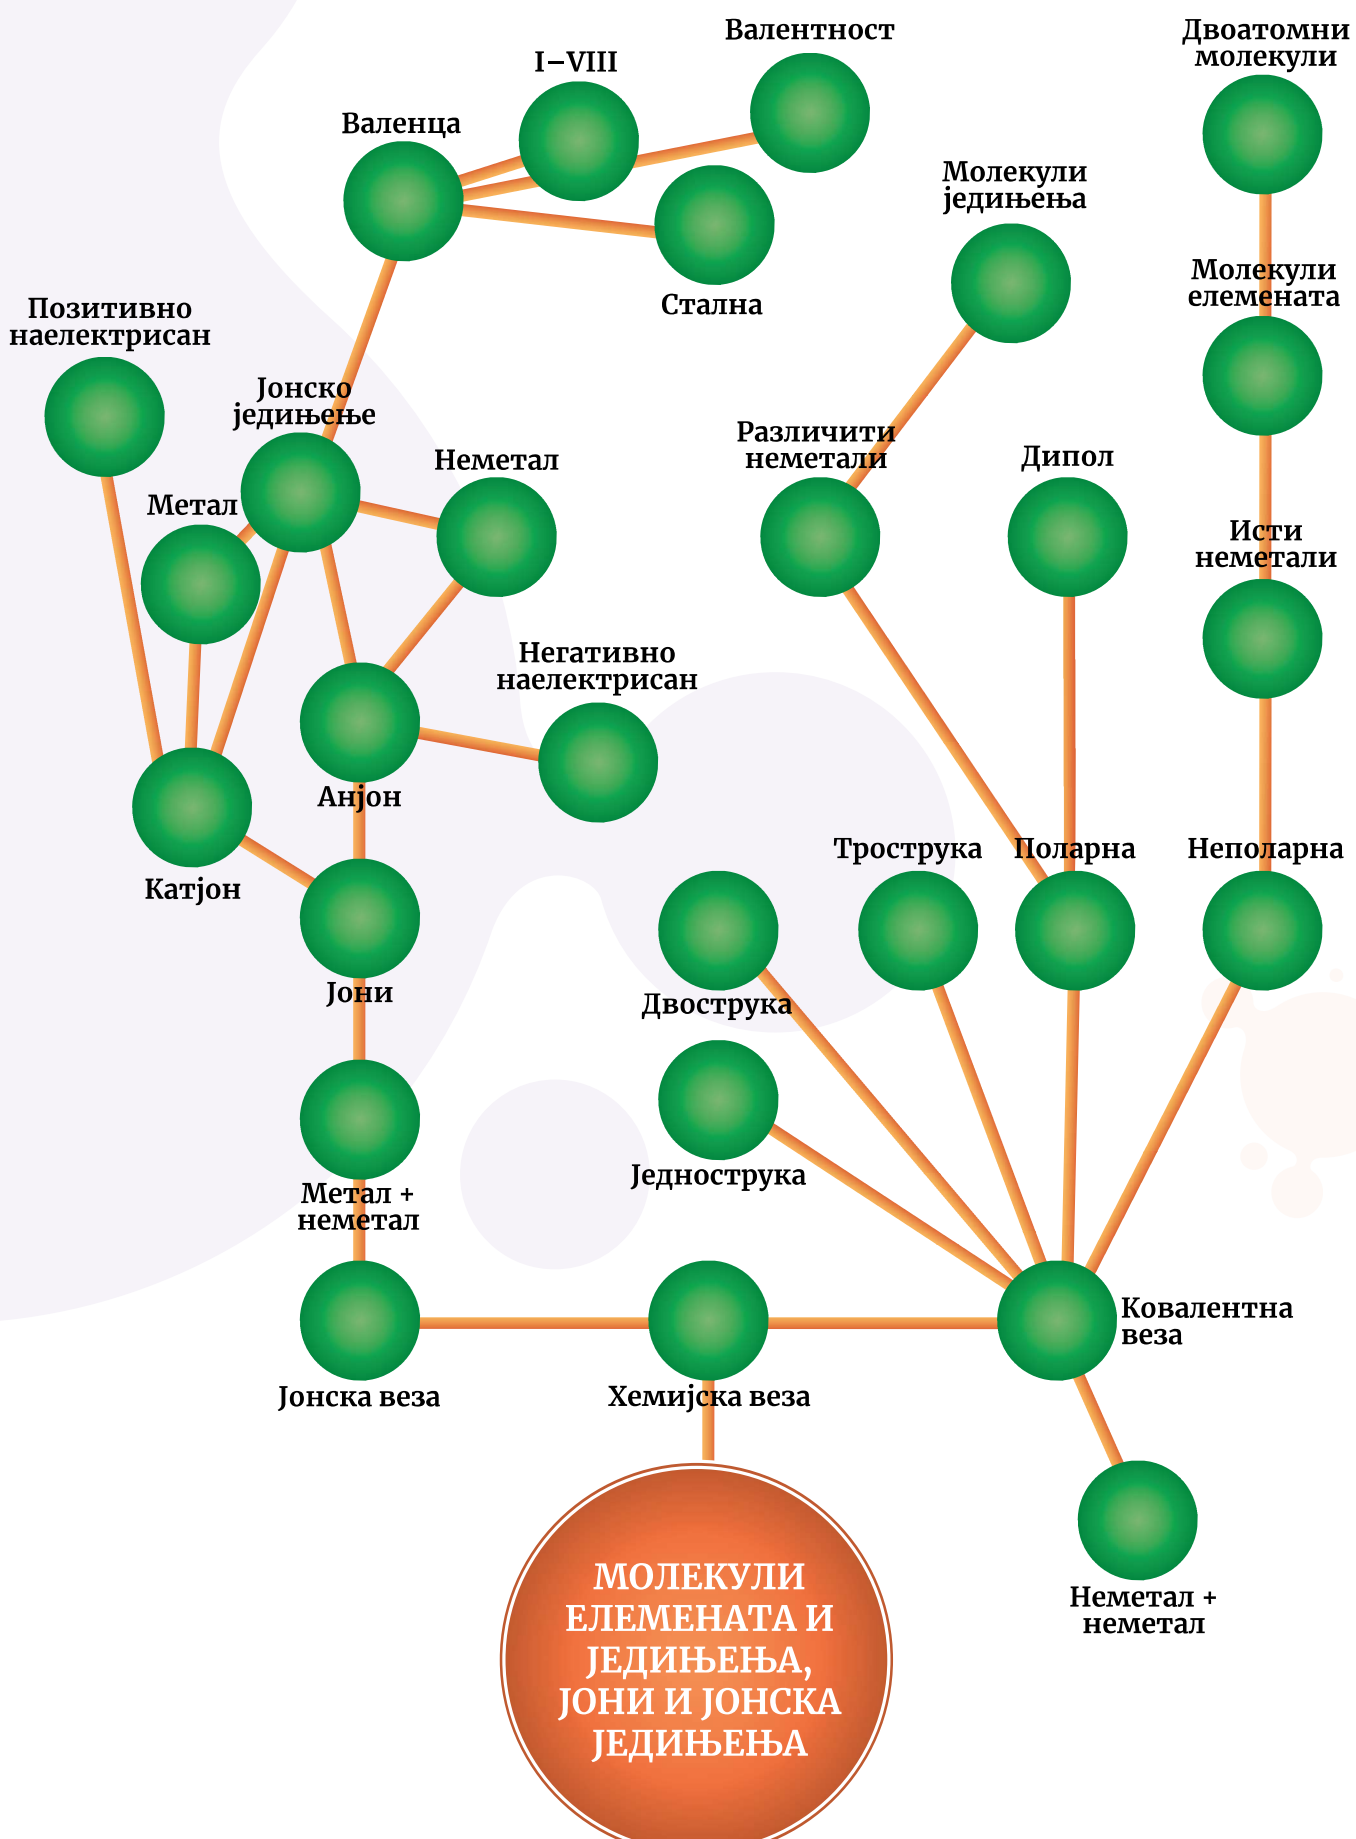 Валентност
Двоатомни
молекули
I–VIII
Валенца
Молекули
једињења
Молекули
елемената
Стална
Позитивно
наелектрисан
Јонско
једињење
Различити
неметали
Неметал
Дипол
Метал
Исти
неметали
Негативно
наелектрисан
Анјон
Трострука
Поларна
Неполарна
Катјон
Јони
Двострука
Једнострука
Метал +
неметал
Ковалентна
веза
Јонска веза
Хемијска веза
МОЛЕКУЛИ
ЕЛЕМЕНАТА И
ЈЕДИЊЕЊА,
ЈОНИ И ЈОНСКА
ЈЕДИЊЕЊА
Неметал +
неметал